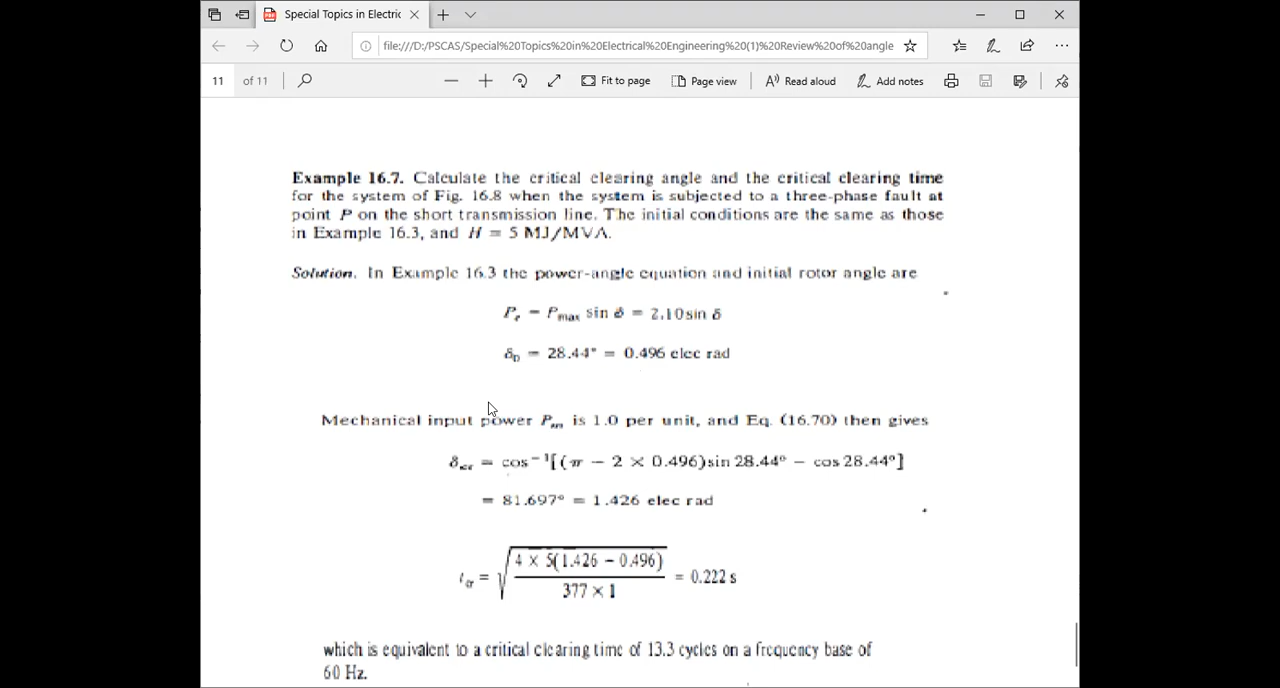 Special Topics in Electric
file:///D:/PSCAS/Special%20Topics%20in%20Electrical%20Engineering%20(1)%20Review%20of%20angle
11 of 11
Fit to page
Page view
Read aloud
Add notes
Example 16.7. Calculate the critical clearing angle and the critical clearing time
for the system of Fig. 16.8 when the system is subjected to a three-phase fault at
point P on the short transmission line. The initial conditions are the same as those
in Example 16.3, and H = 5 MJ/MVA.
Solution. In Example 16.3 the power-angle equation and initial rotor angle are
Pₑ = Pmax sin δ = 2.10 sin δ
δ₀ = 28.44° = 0.496 elec rad
Mechanical input power Pm is 1.0 per unit, and Eq. (16.70) then gives
δcr = cos⁻¹[(π − 2 × 0.496)sin 28.44° − cos 28.44°]
= 81.697° = 1.426 elec rad
tcr = √(4 × 5(1.426 − 0.496) / 377 × 1) = 0.222 s
which is equivalent to a critical clearing time of 13.3 cycles on a frequency base of
60 Hz.